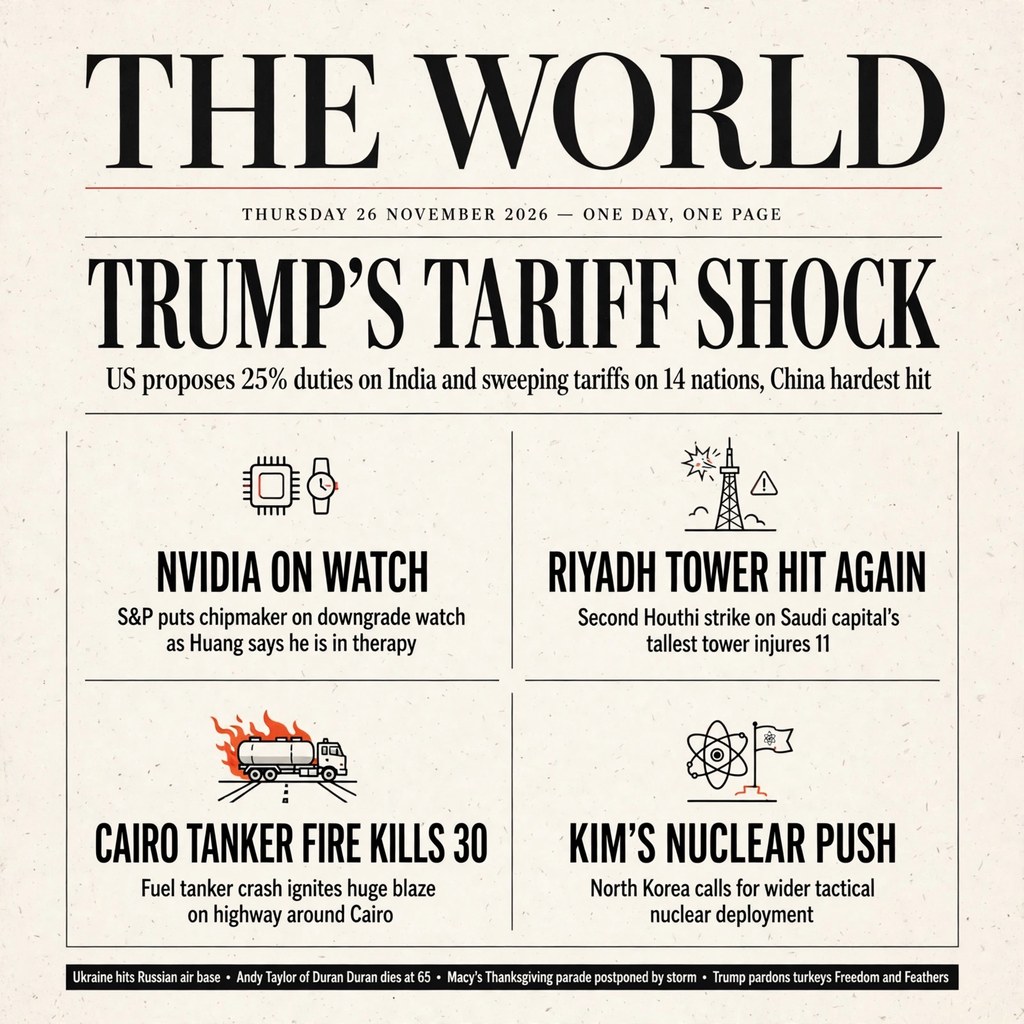 THE WORLD
THURSDAY 26 NOVEMBER 2026 — ONE DAY, ONE PAGE
TRUMP'S TARIFF SHOCK
US proposes 25% duties on India and sweeping tariffs on 14 nations, China hardest hit
NVIDIA ON WATCH
S&P puts chipmaker on downgrade watch
as Huang says he is in therapy
RIYADH TOWER HIT AGAIN
Second Houthi strike on Saudi capital's
tallest tower injures 11
CAIRO TANKER FIRE KILLS 30
Fuel tanker crash ignites huge blaze
on highway around Cairo
KIM'S NUCLEAR PUSH
North Korea calls for wider tactical
nuclear deployment
Ukraine hits Russian air base • Andy Taylor of Duran Duran dies at 65 • Macy's Thanksgiving parade postponed by storm • Trump pardons turkeys Freedom and Feathers